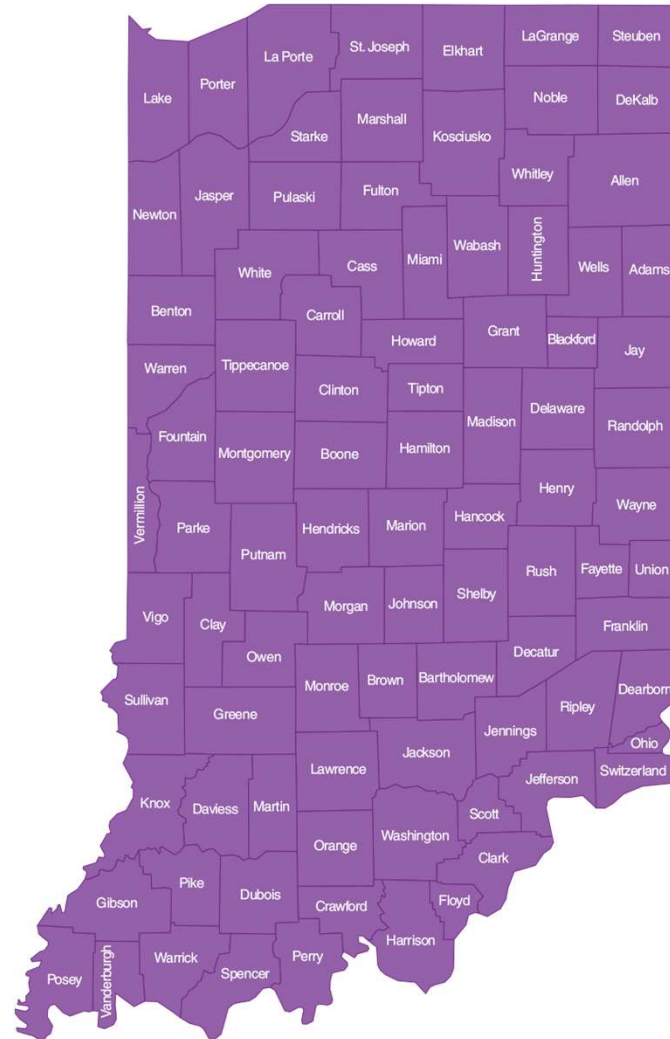 St. Joseph
LaGrange
Steuben
La Porte
Elkhart
Porter
Lake
Noble
DeKalb
Marshall
Starke
Kosciusko
Whitley
Allen
Fulton
Jasper
Pulaski
Newton
Huntington
Wabash
Miami
Wells
Adams
White
Cass
Benton
Carroll
Grant
Blackford
Howard
Jay
Warren
Tippecanoe
Clinton
Tipton
Madison
Delaware
Randolph
Fountain
Montgomery
Boone
Hamilton
Henry
Wayne
Vermillion
Parke
Hendricks
Marion
Hancock
Putnam
Rush
Fayette
Union
Shelby
Morgan
Johnson
Vigo
Clay
Franklin
Owen
Decatur
Monroe
Brown
Bartholomew
Dearborn
Sullivan
Greene
Ripley
Jennings
Ohio
Jackson
Lawrence
Switzerland
Jefferson
Knox
Daviess
Martin
Scott
Washington
Orange
Clark
Pike
Dubois
Gibson
Crawford
Floyd
Harrison
Warrick
Perry
Spencer
Posey
Vanderburgh